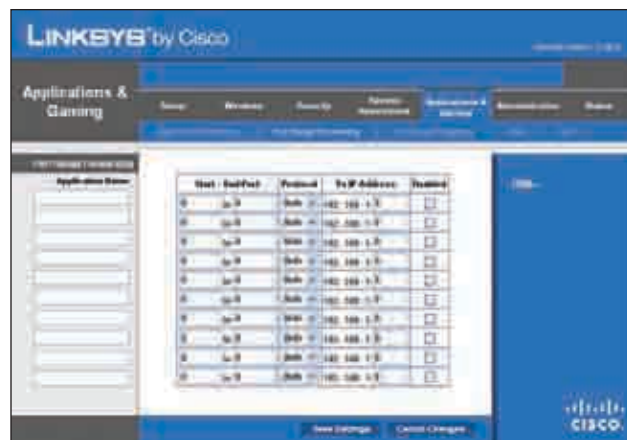 LINKSYS by Cisco
Applications & Gaming
Setup Wireless Security Access Restrictions Applications & Gaming Administration Status
Port Range Forwarding
Application Name
Start - End Port Protocol To IP Address Enabled
0 to 0 Both 192.168.1.0
0 to 0 Both 192.168.1.0
0 to 0 Both 192.168.1.0
0 to 0 Both 192.168.1.0
0 to 0 Both 192.168.1.0
0 to 0 Both 192.168.1.0
0 to 0 Both 192.168.1.0
0 to 0 Both 192.168.1.0
0 to 0 Both 192.168.1.0
0 to 0 Both 192.168.1.0
Save Settings Cancel Changes
CISCO